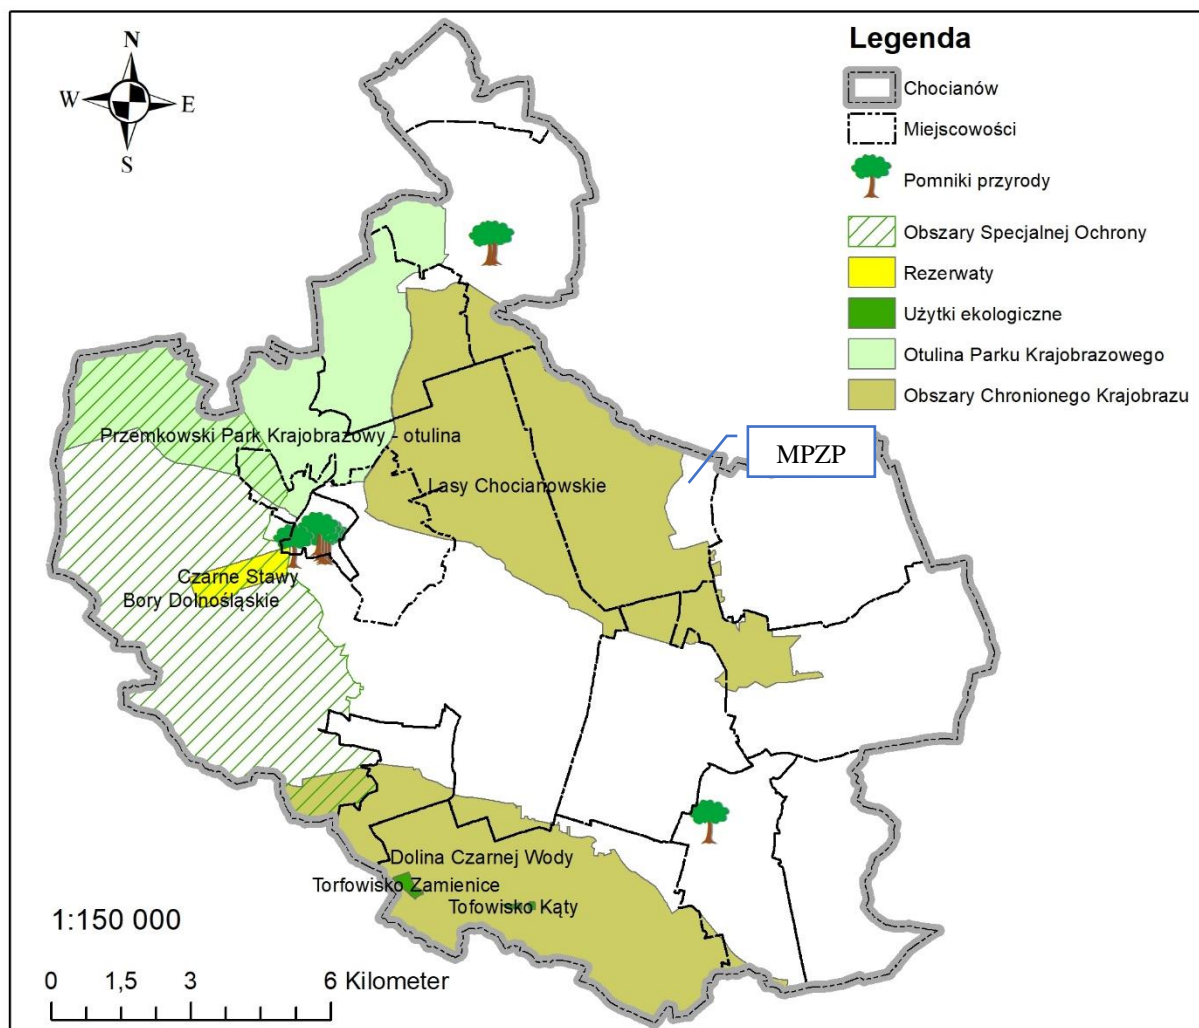 N
W
E
S
Legenda
Chocianów
Miejscowości
Pomniki przyrody
Obszary Specjalnej Ochrony
Rezerwaty
Użytki ekologiczne
Otulina Parku Krajobrazowego
Obszary Chronionego Krajobrazu
Przemkowski Park Krajobrazowy - otulina
MPZP
Lasy Chocianowskie
Czarne Stawy
Bory Dolnośląskie
Dolina Czarnej Wody
Torfowisko Zamienice
Tofowisko Kąty
1:150 000
0 1,5 3 6 Kilometer